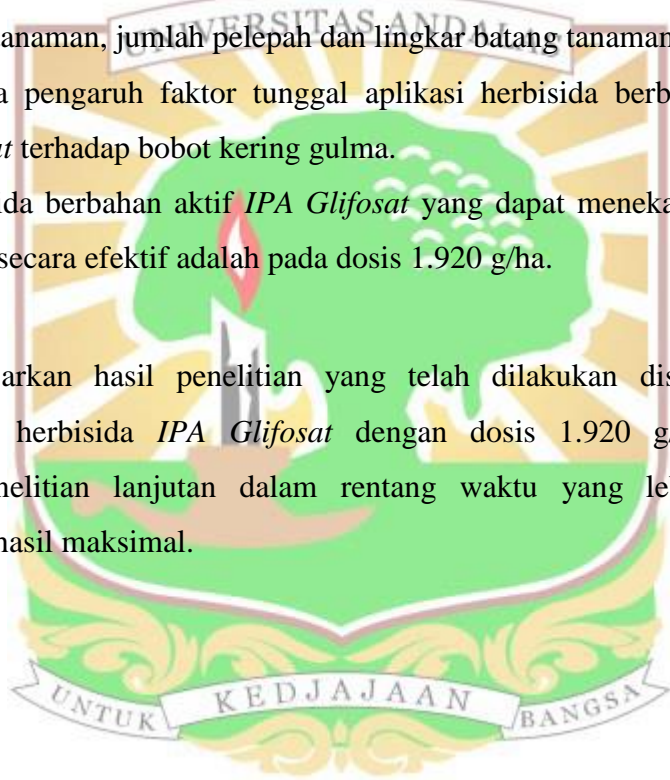 UNIVERSITAS ANDALAS
anaman, jumlah pelepah dan lingkar batang tanaman
a pengaruh faktor tunggal aplikasi herbisida berb
at terhadap bobot kering gulma.
ida berbahan aktif IPA Glifosat yang dapat meneka
secara efektif adalah pada dosis 1.920 g/ha.
arkan hasil penelitian yang telah dilakukan dis
herbisida IPA Glifosat dengan dosis 1.920 g/
nelitian lanjutan dalam rentang waktu yang le
hasil maksimal.
UNTUK KEDJAJAAN BANGSA